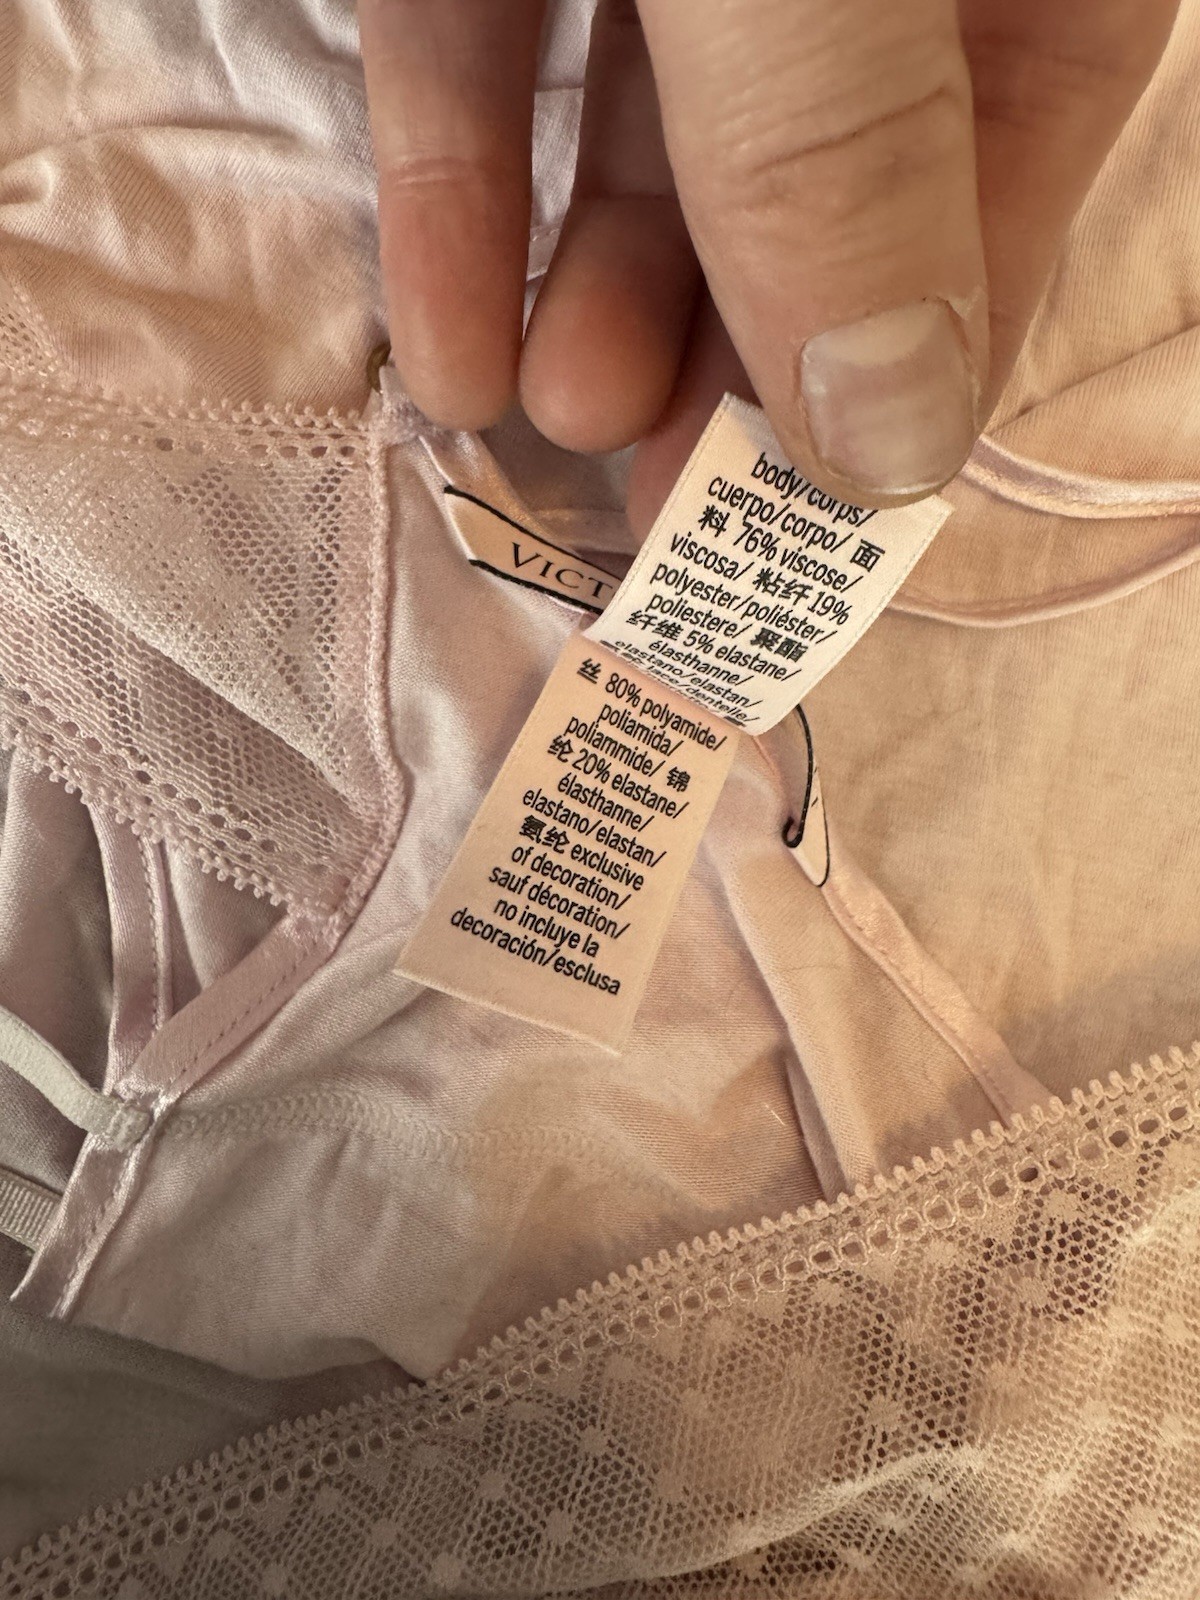 VICT
body/corps/
cuerpo/corpo/ 面
料 76% viscose/
viscosa/ 粘纤 19%
polyester/poliéster/
poliestere/ 聚酯
纤维 5% elastane/
élasthanne/
elastano/elastan/
lace/dentelle/
丝 80% polyamide/
poliamida/
poliammide/ 锦
纶 20% elastane/
élasthanne/
elastano/elastan/
氨纶 exclusive
of decoration/
sauf décoration/
no incluye la
decoración/esclusa